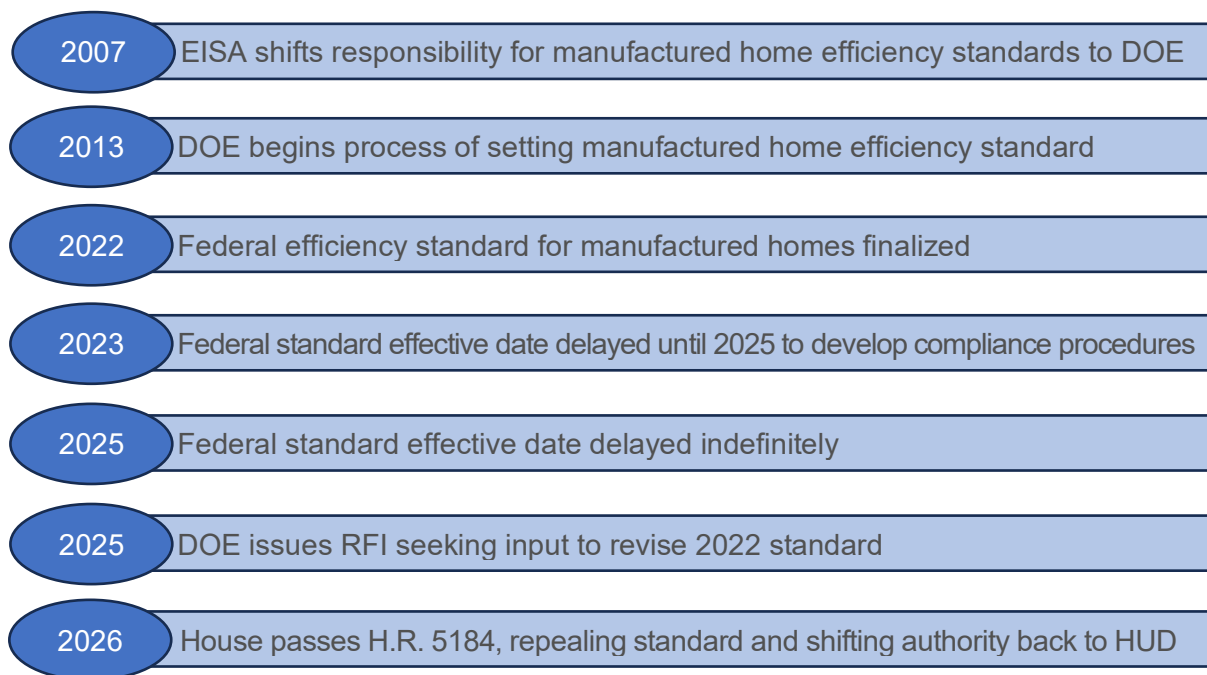 2007 EISA shifts responsibility for manufactured home efficiency standards to DOE
2013 DOE begins process of setting manufactured home efficiency standard
2022 Federal efficiency standard for manufactured homes finalized
2023 Federal standard effective date delayed until 2025 to develop compliance procedures
2025 Federal standard effective date delayed indefinitely
2025 DOE issues RFI seeking input to revise 2022 standard
2026 House passes H.R. 5184, repealing standard and shifting authority back to HUD